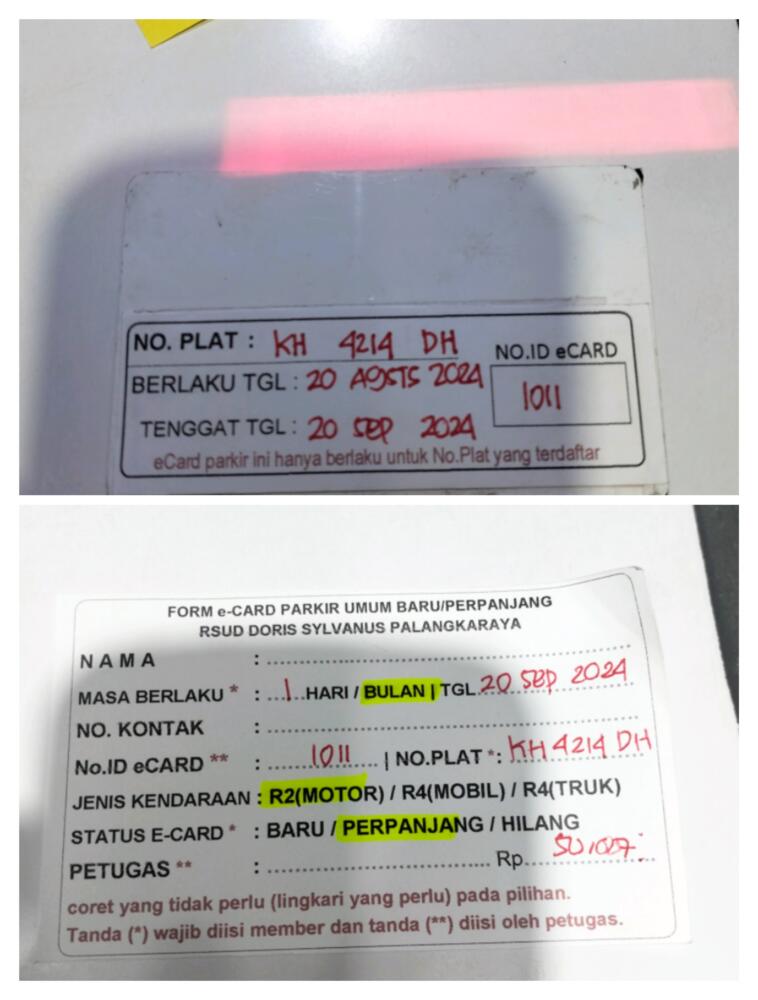 NO. PLAT : KH 4214 DH
NO.ID eCARD
BERLAKU TGL : 20 AGSTS 2024
1011
TENGGAT TGL : 20 SEP 2024
eCard parkir ini hanya berlaku untuk No.Plat yang terdaftar
FORM e-CARD PARKIR UMUM BARU/PERPANJANG
RSUD DORIS SYLVANUS PALANGKARAYA
NAMA :
MASA BERLAKU * : 1 HARI / BULAN | TGL 20 SEP 2024
NO. KONTAK :
No.ID eCARD ** : 1011 | NO.PLAT *: KH 4214 DH
JENIS KENDARAAN : R2(MOTOR) / R4(MOBIL) / R4(TRUK)
STATUS E-CARD * : BARU / PERPANJANG / HILANG
PETUGAS ** : Rp.
coret yang tidak perlu (lingkari yang perlu) pada pilihan.
Tanda (*) wajib diisi member dan tanda (**) diisi oleh petugas.